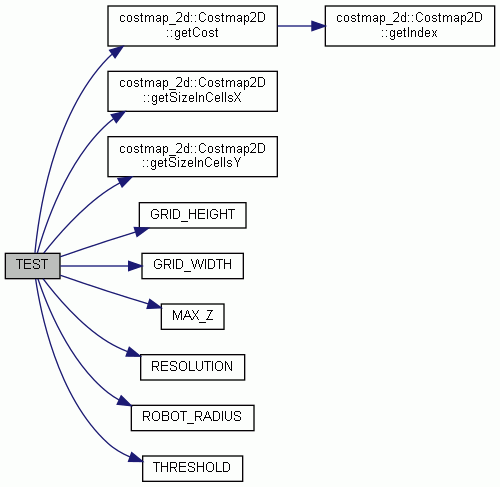 costmap_2d::Costmap2D
::getCost
costmap_2d::Costmap2D
::getIndex
costmap_2d::Costmap2D
::getSizeInCellsX
costmap_2d::Costmap2D
::getSizeInCellsY
GRID_HEIGHT
TEST
GRID_WIDTH
MAX_Z
RESOLUTION
ROBOT_RADIUS
THRESHOLD